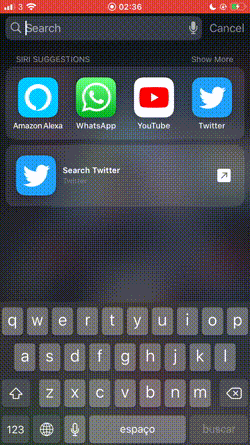 3 02:36
Search Cancel
SIRI SUGGESTIONS Show More
Amazon Alexa WhatsApp YouTube Twitter
Search Twitter
Twitter
q w e r t y u i o p
a s d f g h j k l
z x c v b n m
123 espaço buscar